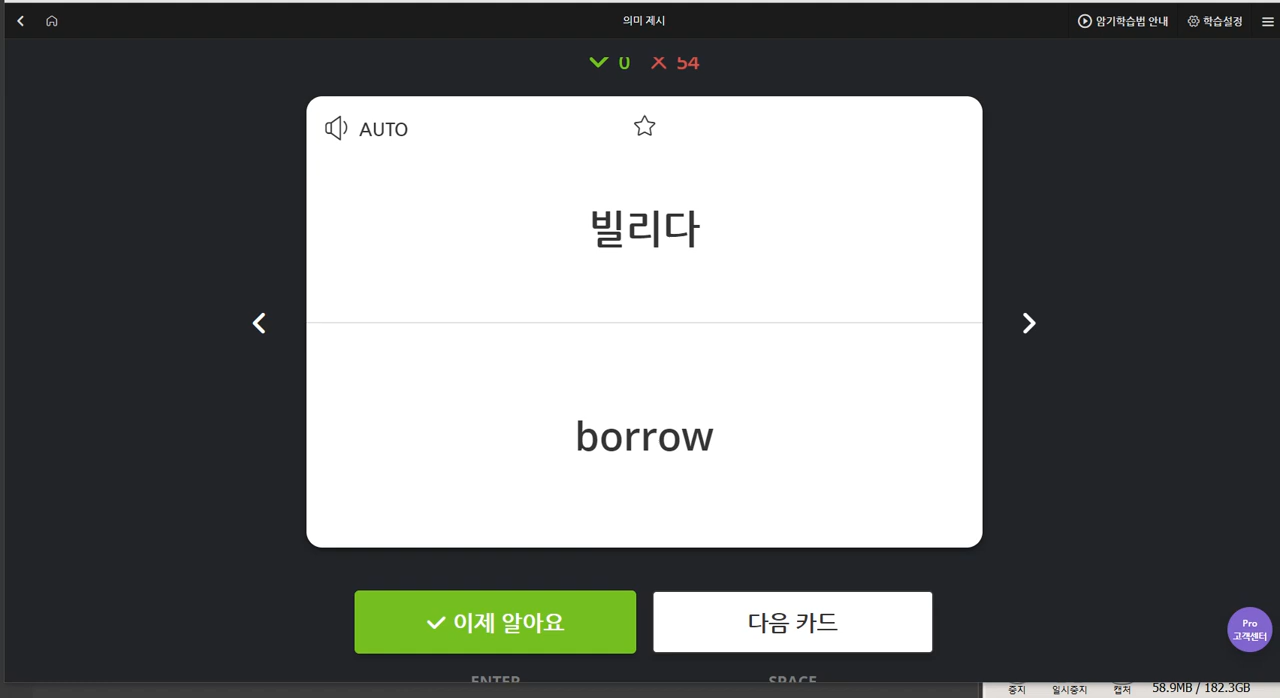 의미 제시
암기학습법 안내
학습설정
0 54
AUTO
빌리다
borrow
이제 알아요
다음 카드
Pro
고객센터
ENTER
SPACE
중지 일시중지 캡처 58.9MB / 182.3GB